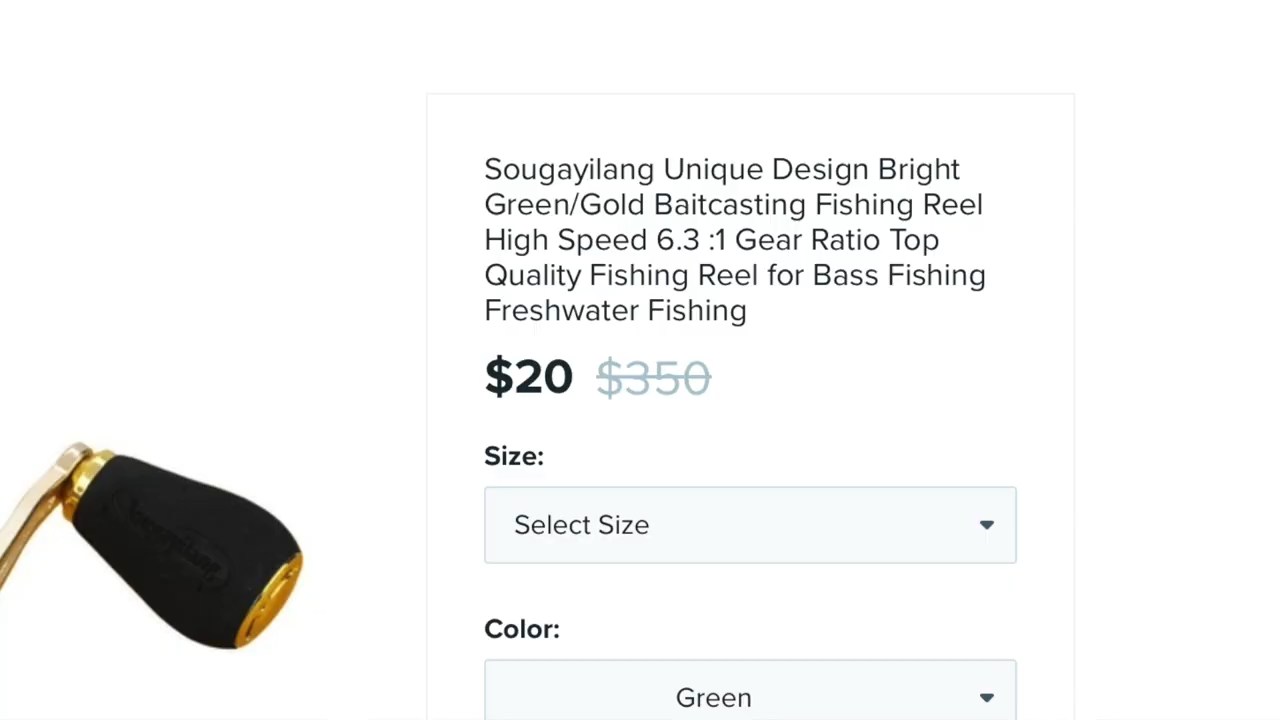 Sougayilang Unique Design Bright
Green/Gold Baitcasting Fishing Reel
High Speed 6.3 :1 Gear Ratio Top
Quality Fishing Reel for Bass Fishing
Freshwater Fishing
$20 $350
Size:
Select Size
Color:
Green